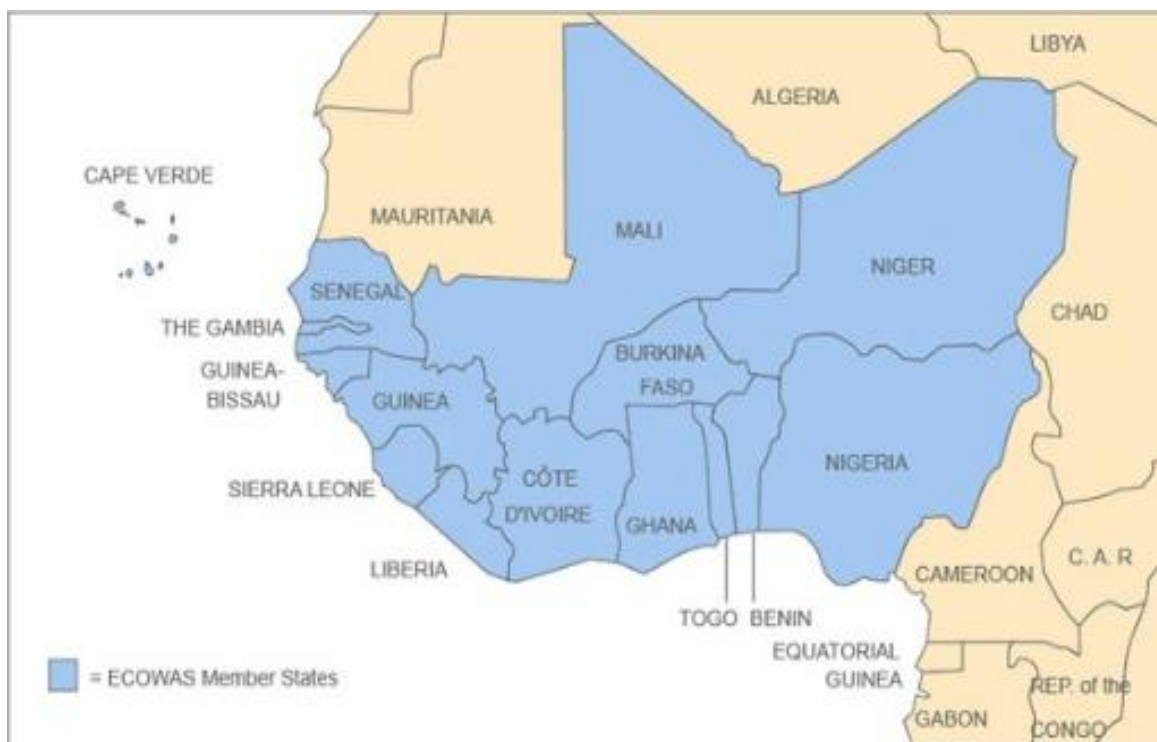 LIBYA
ALGERIA
CAPE VERDE
MAURITANIA
MALI
NIGER
SENEGAL
CHAD
THE GAMBIA
BURKINA
FASO
GUINEA-
BISSAU
GUINEA
NIGERIA
CÔTE
D'IVOIRE
SIERRA LEONE
GHANA
LIBERIA
CAMEROON
C. A. R
TOGO
BENIN
EQUATORIAL
GUINEA
= ECOWAS Member States
REP. of the
CONGO
GABON